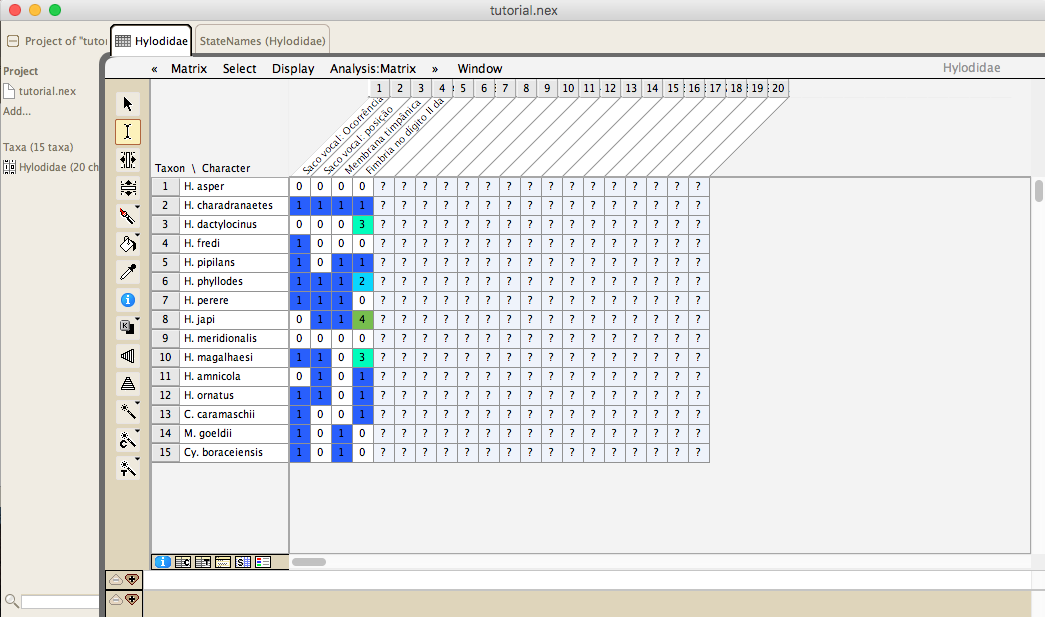 tutorial.nex
Project of "tutor
Hylodidae
StateNames (Hylodidae)
« Matrix Select Display Analysis:Matrix » Window
Hylodidae
Project
tutorial.nex
Add...
Taxa (15 taxa)
Hylodidae (20 ch
1 2 3 4 5 6 7 8 9 10 11 12 13 14 15 16 17 18 19 20
Saco vocal: Ocorrência
Saco vocal: posição
Membrana timpânica
Fimbria no dígito II da
Taxon \ Character
1 H. asper 0 0 0 0 ? ? ? ? ? ? ? ? ? ? ? ? ? ? ? ?
2 H. charadranaetes 1 1 1 1 ? ? ? ? ? ? ? ? ? ? ? ? ? ? ? ?
3 H. dactylocinus 0 0 0 3 ? ? ? ? ? ? ? ? ? ? ? ? ? ? ? ?
4 H. fredi 1 0 0 0 ? ? ? ? ? ? ? ? ? ? ? ? ? ? ? ?
5 H. pipilans 1 0 1 1 ? ? ? ? ? ? ? ? ? ? ? ? ? ? ? ?
6 H. phyllodes 1 1 1 2 ? ? ? ? ? ? ? ? ? ? ? ? ? ? ? ?
7 H. perere 1 1 1 0 ? ? ? ? ? ? ? ? ? ? ? ? ? ? ? ?
8 H. japi 0 1 1 4 ? ? ? ? ? ? ? ? ? ? ? ? ? ? ? ?
9 H. meridionalis 0 0 0 0 ? ? ? ? ? ? ? ? ? ? ? ? ? ? ? ?
10 H. magalhaesi 1 1 0 3 ? ? ? ? ? ? ? ? ? ? ? ? ? ? ? ?
11 H. amnicola 0 1 0 1 ? ? ? ? ? ? ? ? ? ? ? ? ? ? ? ?
12 H. ornatus 1 1 0 1 ? ? ? ? ? ? ? ? ? ? ? ? ? ? ? ?
13 C. caramaschii 1 0 0 1 ? ? ? ? ? ? ? ? ? ? ? ? ? ? ? ?
14 M. goeldii 1 0 1 0 ? ? ? ? ? ? ? ? ? ? ? ? ? ? ? ?
15 Cy. boraceiensis 1 0 1 0 ? ? ? ? ? ? ? ? ? ? ? ? ? ? ? ?